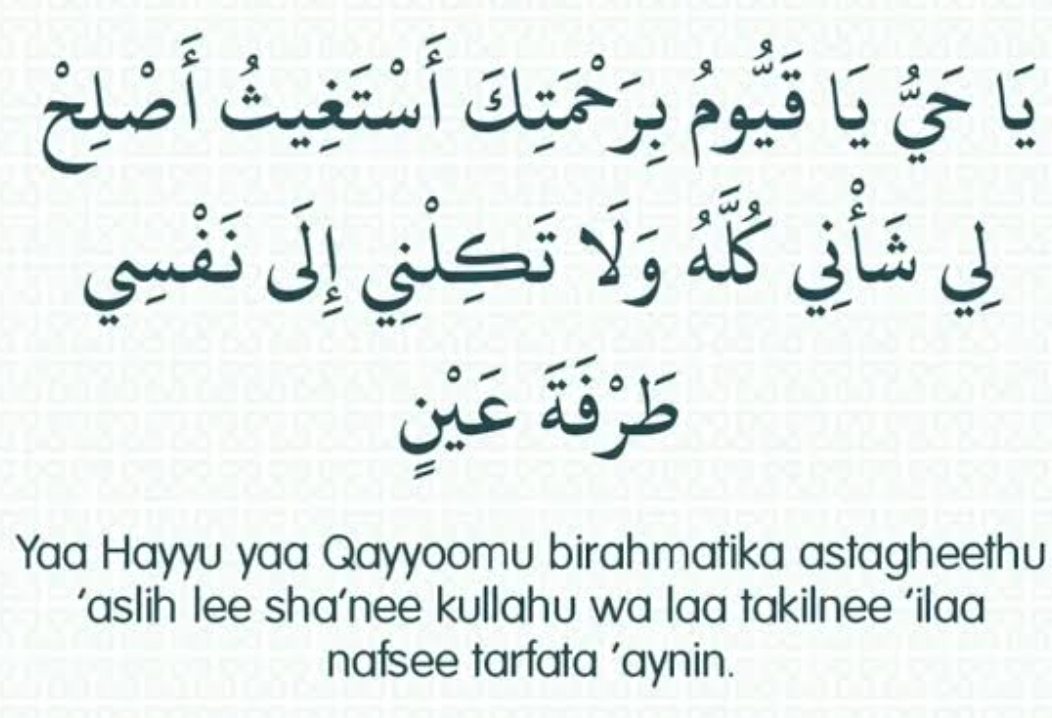 يَا حَيُّ يَا قَيُّومُ بِرَحْمَتِكَ أَسْتَغِيثُ أَصْلِحْ
لِي شَأْنِي كُلَّهُ وَلَا تَكِلْنِي إِلَى نَفْسِي
طَرْفَةَ عَيْنٍ
Yaa Hayyu yaa Qayyoomu birahmatika astagheethu
‘aslih lee sha‘nee kullahu wa laa takilnee ‘ilaa
nafsee tarfata ‘aynin.